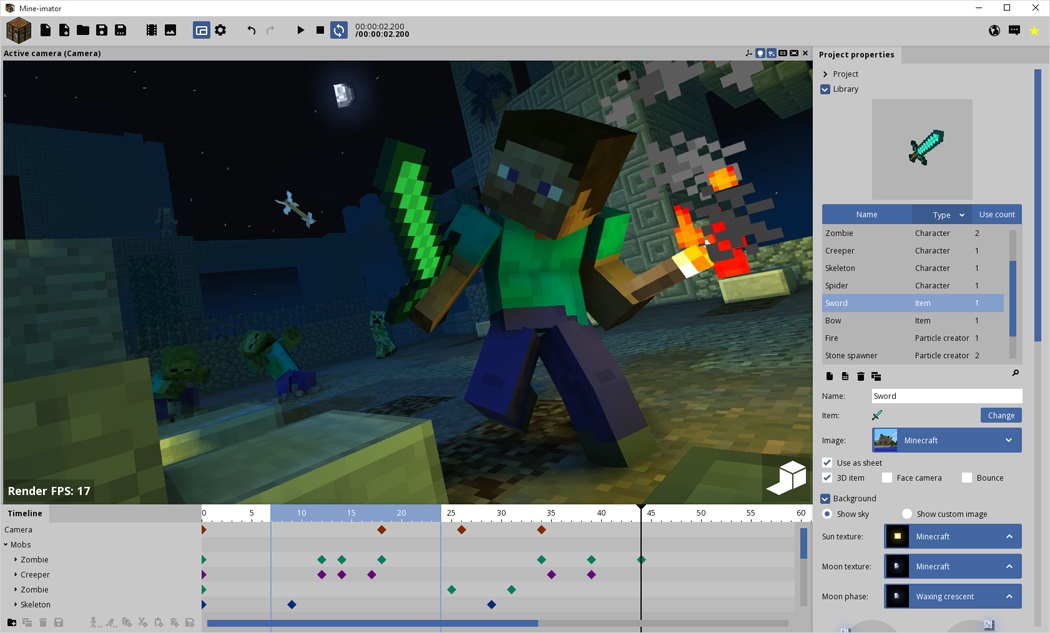 Mine-imator
00:00:02.200
/00:00:02.200
Active camera (Camera)
Project properties
Project
Library
Name Type Use count
Zombie Character 2
Creeper Character 1
Skeleton Character 1
Spider Character 1
Sword Item 1
Bow Item 1
Fire Particle creator 1
Stone spawner Particle creator 2
Name: Sword
Item: Change
Image: Minecraft
Use as sheet
3D item Face camera Bounce
Background
Show sky Show custom image
Sun texture: Minecraft
Moon texture: Minecraft
Moon phase: Waxing crescent
Render FPS: 17
Timeline
0 5 10 15 20 25 30 35 40 45 50 55 60
Camera
Mobs
Zombie
Creeper
Zombie
Skeleton